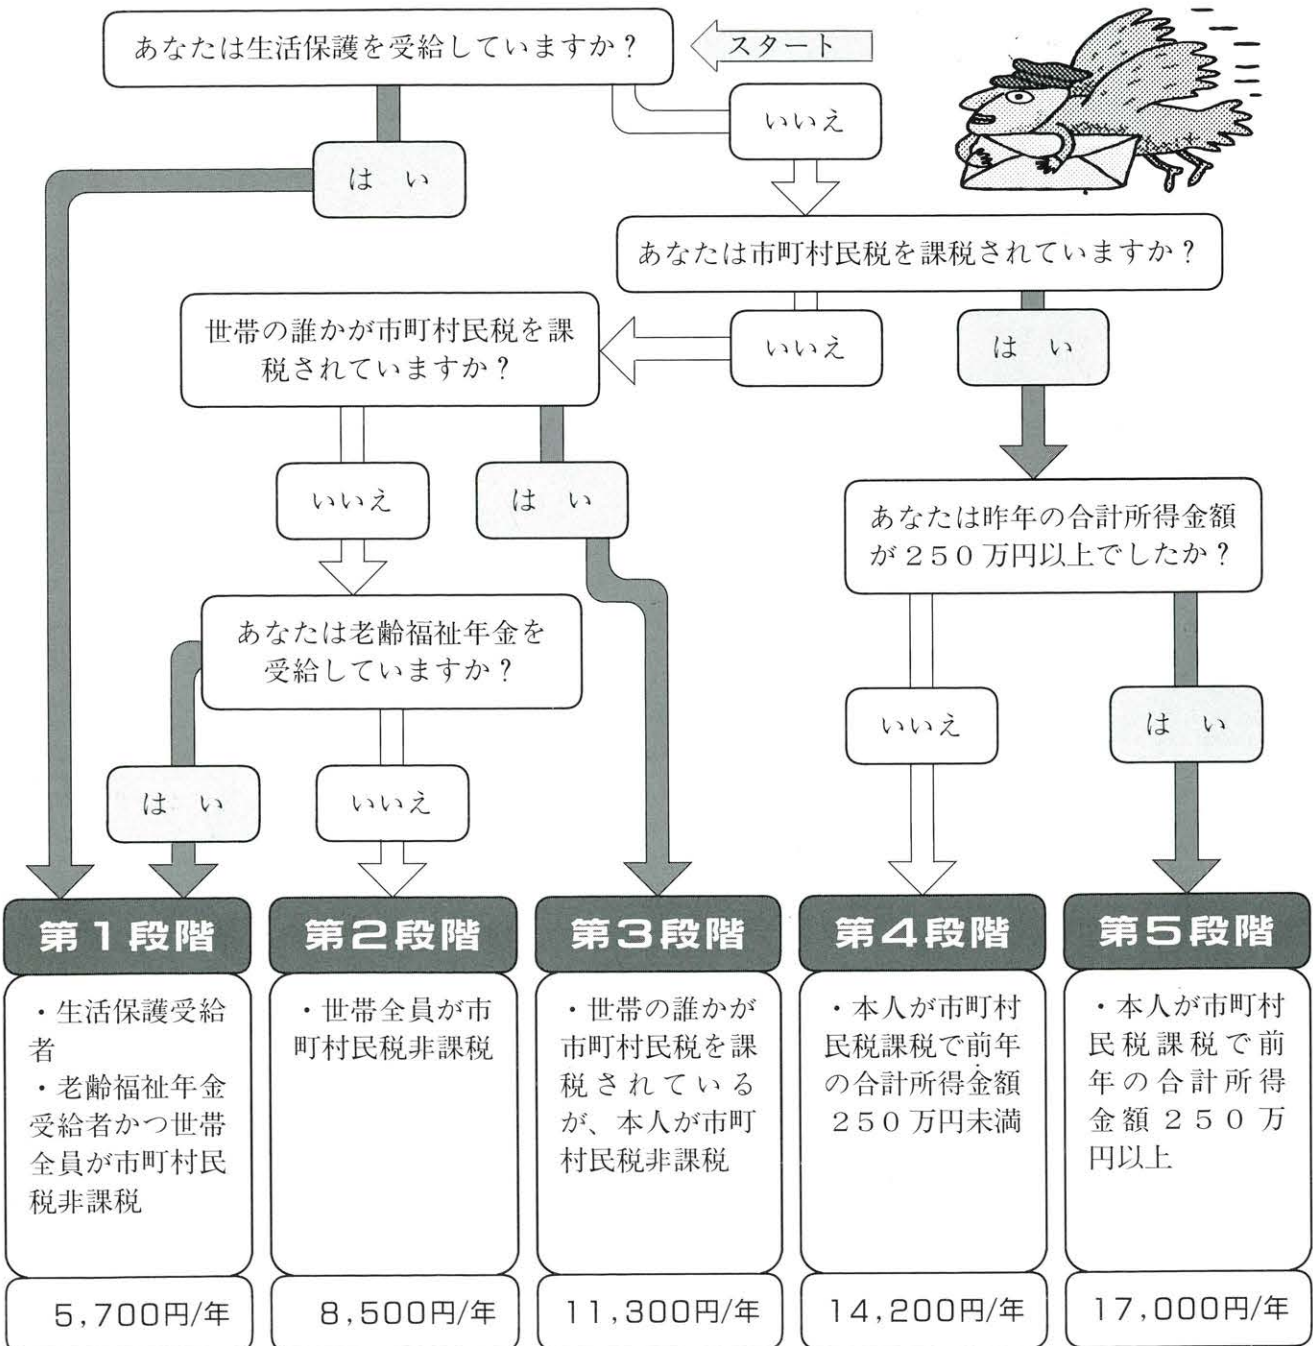 あなたは生活保護を受給していますか？
スタート
いいえ
はい
あなたは市町村民税を課税されていますか？
世帯の誰かが市町村民税を課
税されていますか？
いいえ
はい
いいえ
はい
あなたは昨年の合計所得金額
が２５０万円以上でしたか？
あなたは老齢福祉年金を
受給していますか？
いいえ
はい
はい
いいえ
第１段階
・生活保護受給
者
・老齢福祉年金
受給者かつ世帯
全員が市町村民
税非課税
5,700円/年
第２段階
・世帯全員が市
町村民税非課税
8,500円/年
第３段階
・世帯の誰かが
市町村民税を課
税されている
が、本人が市町
村民税非課税
11,300円/年
第４段階
・本人が市町村
民税課税で前年
の合計所得金額
２５０万円未満
14,200円/年
第５段階
・本人が市町村
民税課税で前
年の合計所得
金額２５０万
円以上
17,000円/年